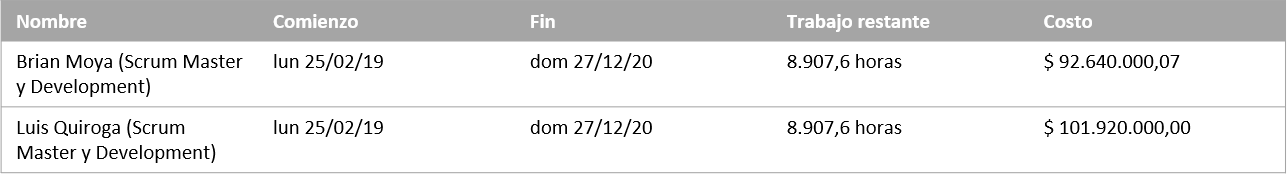 Nombre Comienzo Fin Trabajo restante Costo
Brian Moya (Scrum Master lun 25/02/19 dom 27/12/20 8.907,6 horas $ 92.640.000,07
y Development)
Luis Quiroga (Scrum lun 25/02/19 dom 27/12/20 8.907,6 horas $ 101.920.000,00
Master y Development)